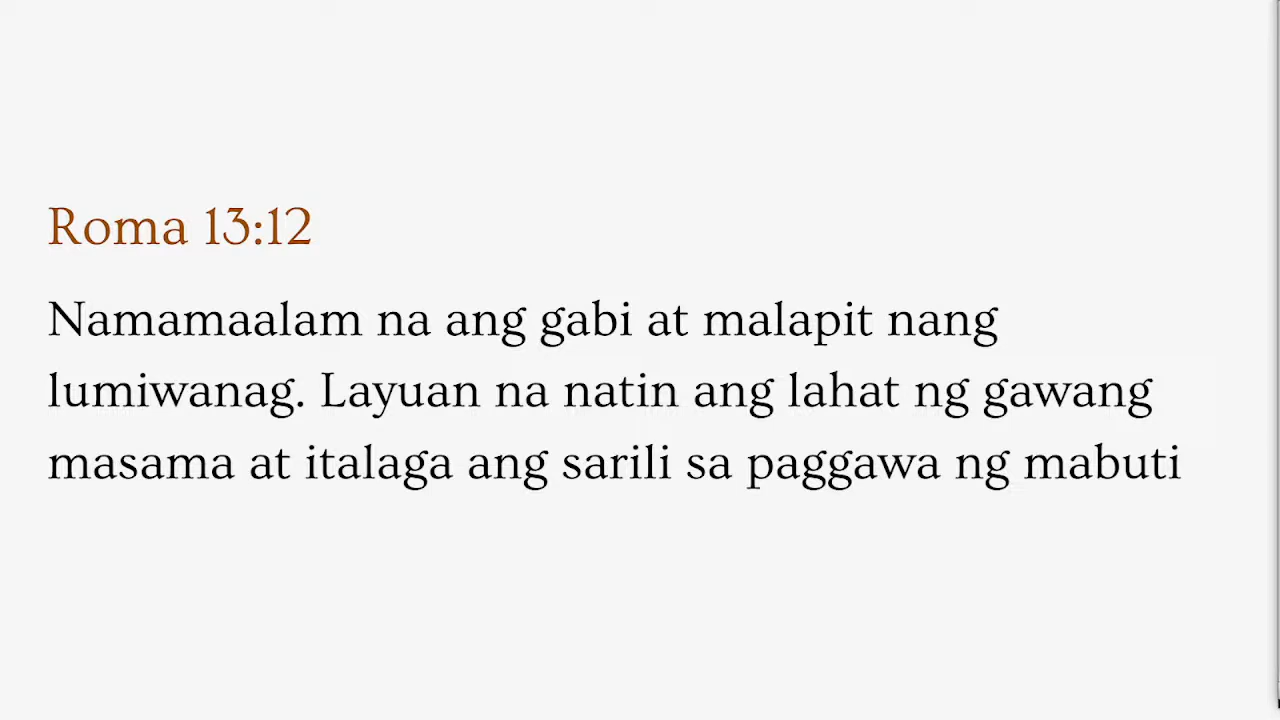 Roma 13:12
Namamaalam na ang gabi at malapit nang
lumiwanag. Layuan na natin ang lahat ng gawang
masama at italaga ang sarili sa paggawa ng mabuti